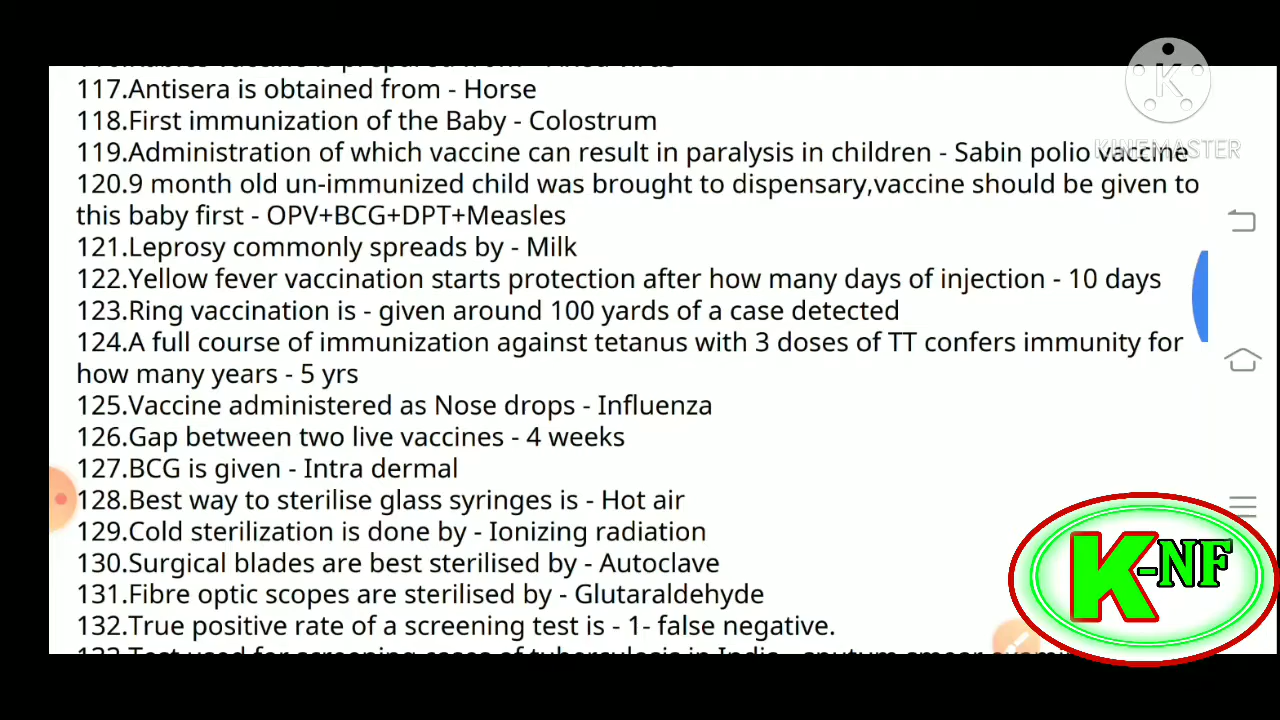 117.Antisera is obtained from - Horse
118.First immunization of the Baby - Colostrum
119.Administration of which vaccine can result in paralysis in children - Sabin polio vaccine
120.9 month old un-immunized child was brought to dispensary,vaccine should be given to
this baby first - OPV+BCG+DPT+Measles
121.Leprosy commonly spreads by - Milk
122.Yellow fever vaccination starts protection after how many days of injection - 10 days
123.Ring vaccination is - given around 100 yards of a case detected
124.A full course of immunization against tetanus with 3 doses of TT confers immunity for
how many years - 5 yrs
125.Vaccine administered as Nose drops - Influenza
126.Gap between two live vaccines - 4 weeks
127.BCG is given - Intra dermal
128.Best way to sterilise glass syringes is - Hot air
129.Cold sterilization is done by - Ionizing radiation
130.Surgical blades are best sterilised by - Autoclave
131.Fibre optic scopes are sterilised by - Glutaraldehyde
132.True positive rate of a screening test is - 1- false negative.
K
KINEMASTER
K-NF